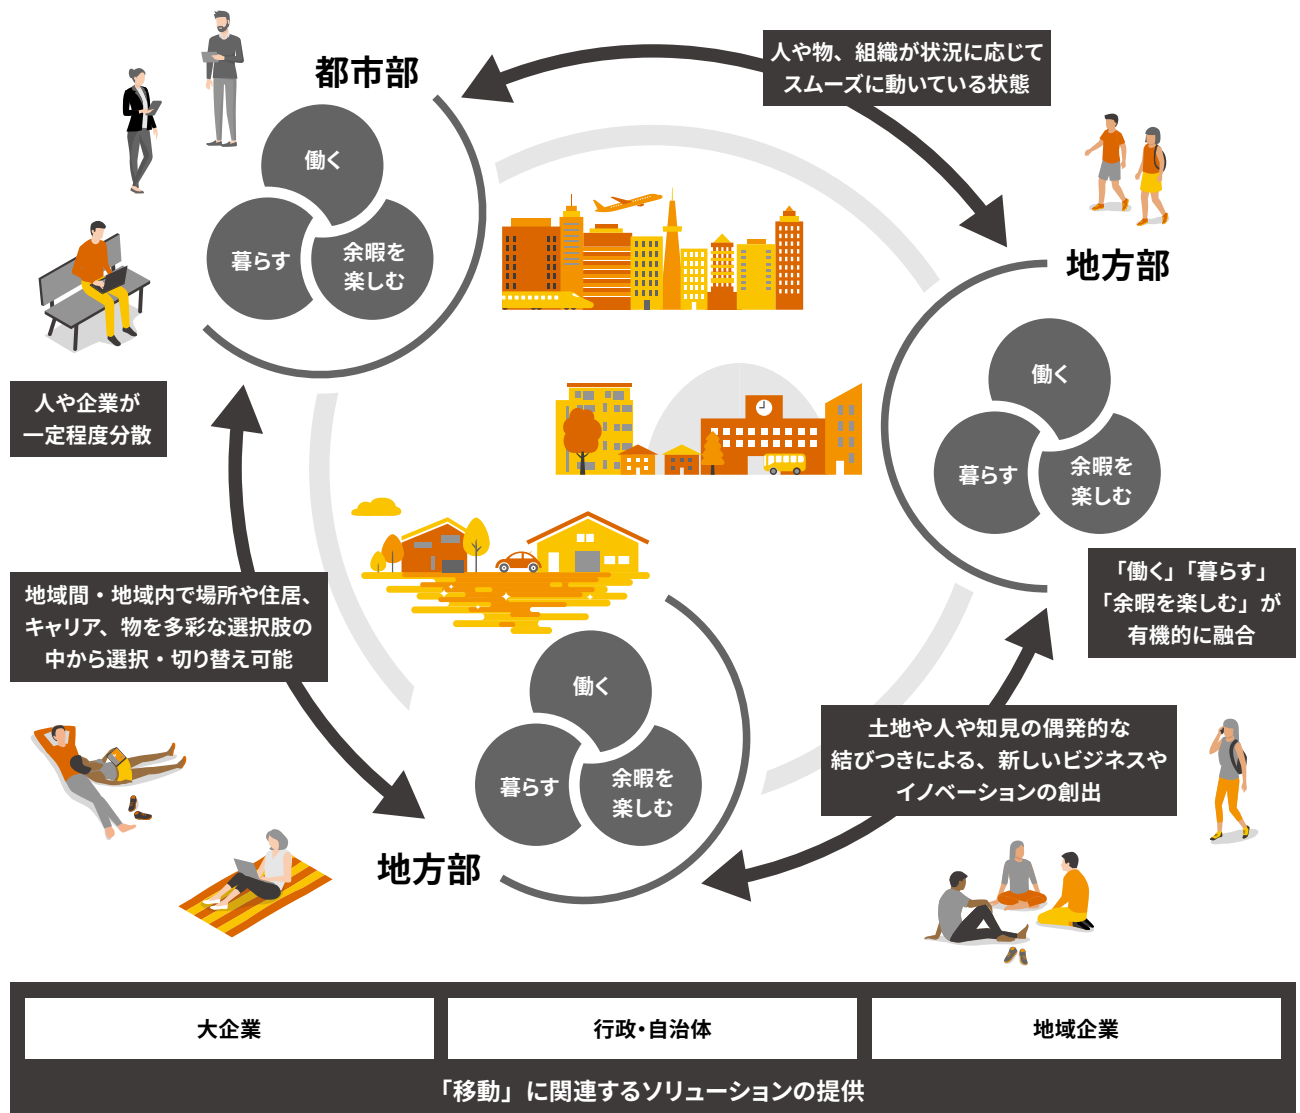 都市部
働く
暮らす
余暇を
楽しむ
人や物、組織が状況に応じて
スムーズに動いている状態
地方部
働く
暮らす
余暇を
楽しむ
人や企業が
一定程度分散
地域間・地域内で場所や住居、
キャリア、物を多彩な選択肢の
中から選択・切り替え可能
「働く」「暮らす」
「余暇を楽しむ」が
有機的に融合
働く
暮らす
余暇を
楽しむ
地方部
土地や人や知見の偶発的な
結びつきによる、新しいビジネスや
イノベーションの創出
大企業
行政・自治体
地域企業
「移動」に関連するソリューションの提供